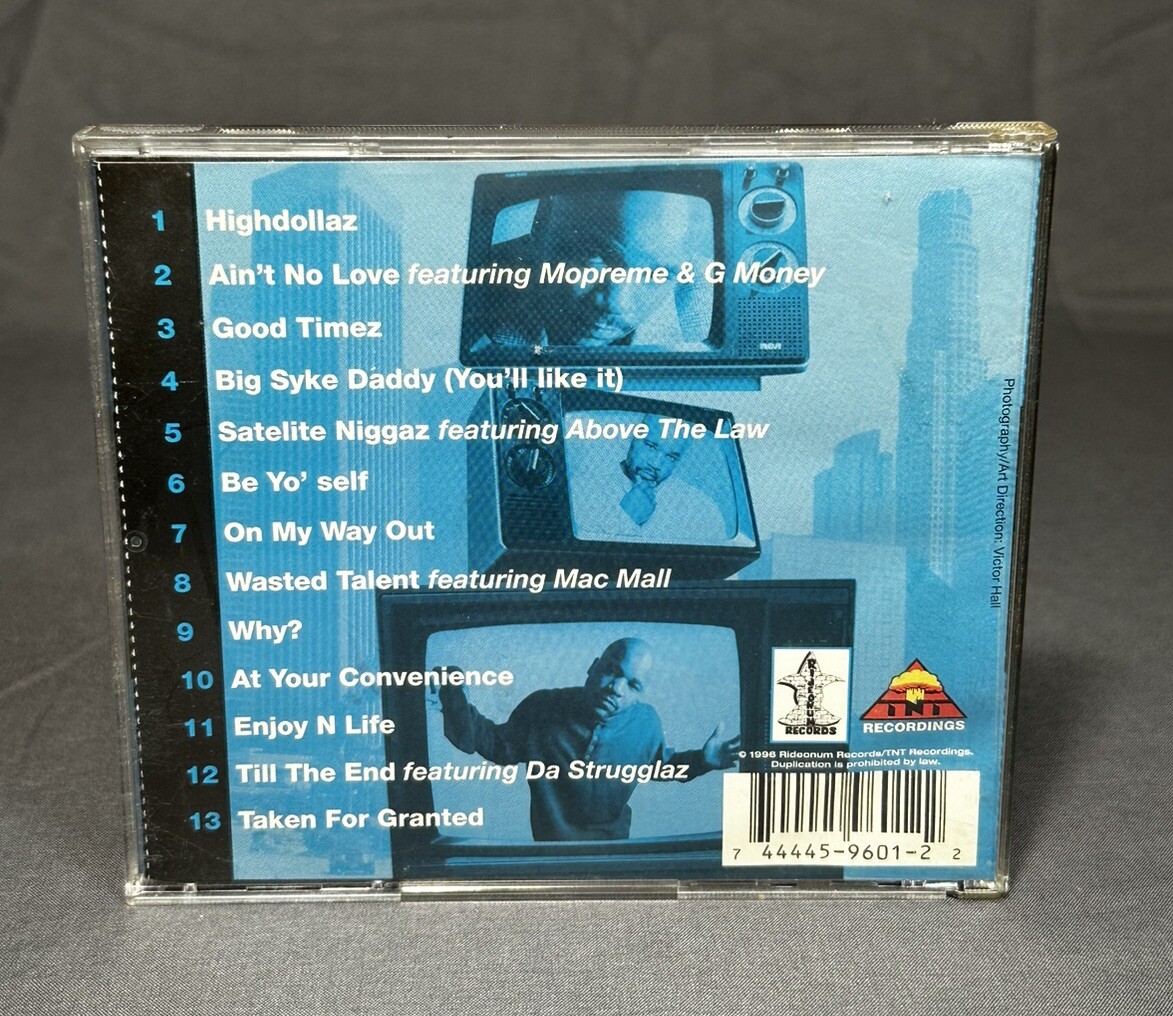 1 Highdollaz
2 Ain't No Love featuring Mopreme & G Money
3 Good Timez
4 Big Syke Daddy (You'll like it)
5 Satelite Niggaz featuring Above The Law
6 Be Yo' self
7 On My Way Out
8 Wasted Talent featuring Mac Mall
9 Why?
10 At Your Convenience
11 Enjoy N Life
12 Till The End featuring Da Strugglaz
13 Taken For Granted
RCA
Photography/Art Direction: Victor Hall
RIDEONUM
RECORDS
TNT
RECORDINGS
© 1996 Rideonum Records/TNT Recordings.
Duplication is prohibited by law.
7 44445-9601-2 2